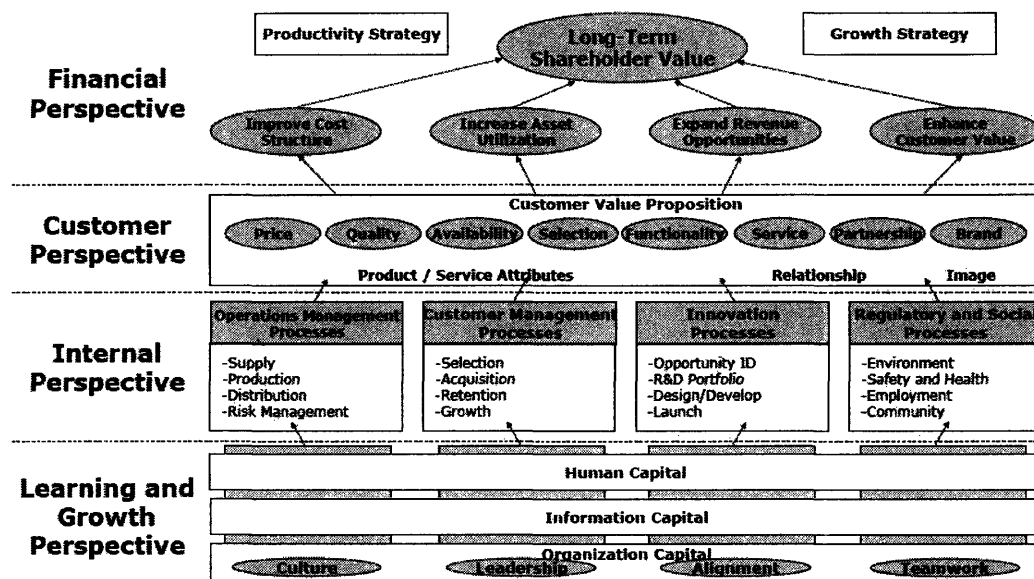 Productivity Strategy
Long-Term
Shareholder Value
Growth Strategy
Financial
Perspective
Improve Cost
Structure
Increase Asset
Utilization
Expand Revenue
Opportunities
Enhance
Customer Value
Customer
Perspective
Customer Value Proposition
Price
Quality
Availability
Selection
Functionality
Service
Partnership
Brand
Product / Service Attributes
Relationship
Image
Internal
Perspective
Operations Management
Processes
-Supply
-Production
-Distribution
-Risk Management
Customer Management
Processes
-Selection
-Acquisition
-Retention
-Growth
Innovation
Processes
-Opportunity ID
-R&D Portfolio
-Design/Develop
-Launch
Regulatory and Social
Processes
-Environment
-Safety and Health
-Employment
-Community
Learning and
Growth
Perspective
Human Capital
Information Capital
Organization Capital
Culture
Leadership
Alignment
Teamwork